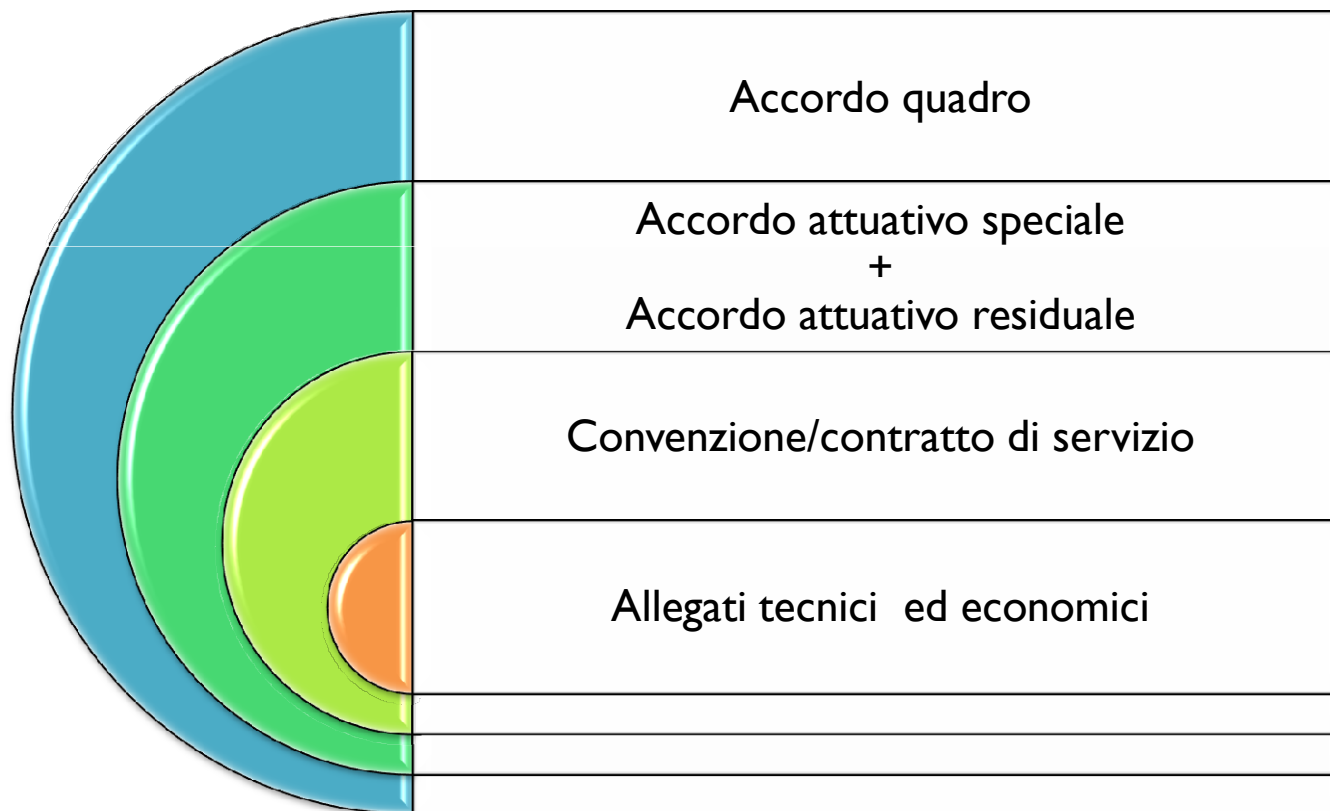 Accordo quadro
Accordo attuativo speciale
+
Accordo attuativo residuale
Convenzione/contratto di servizio
Allegati tecnici ed economici